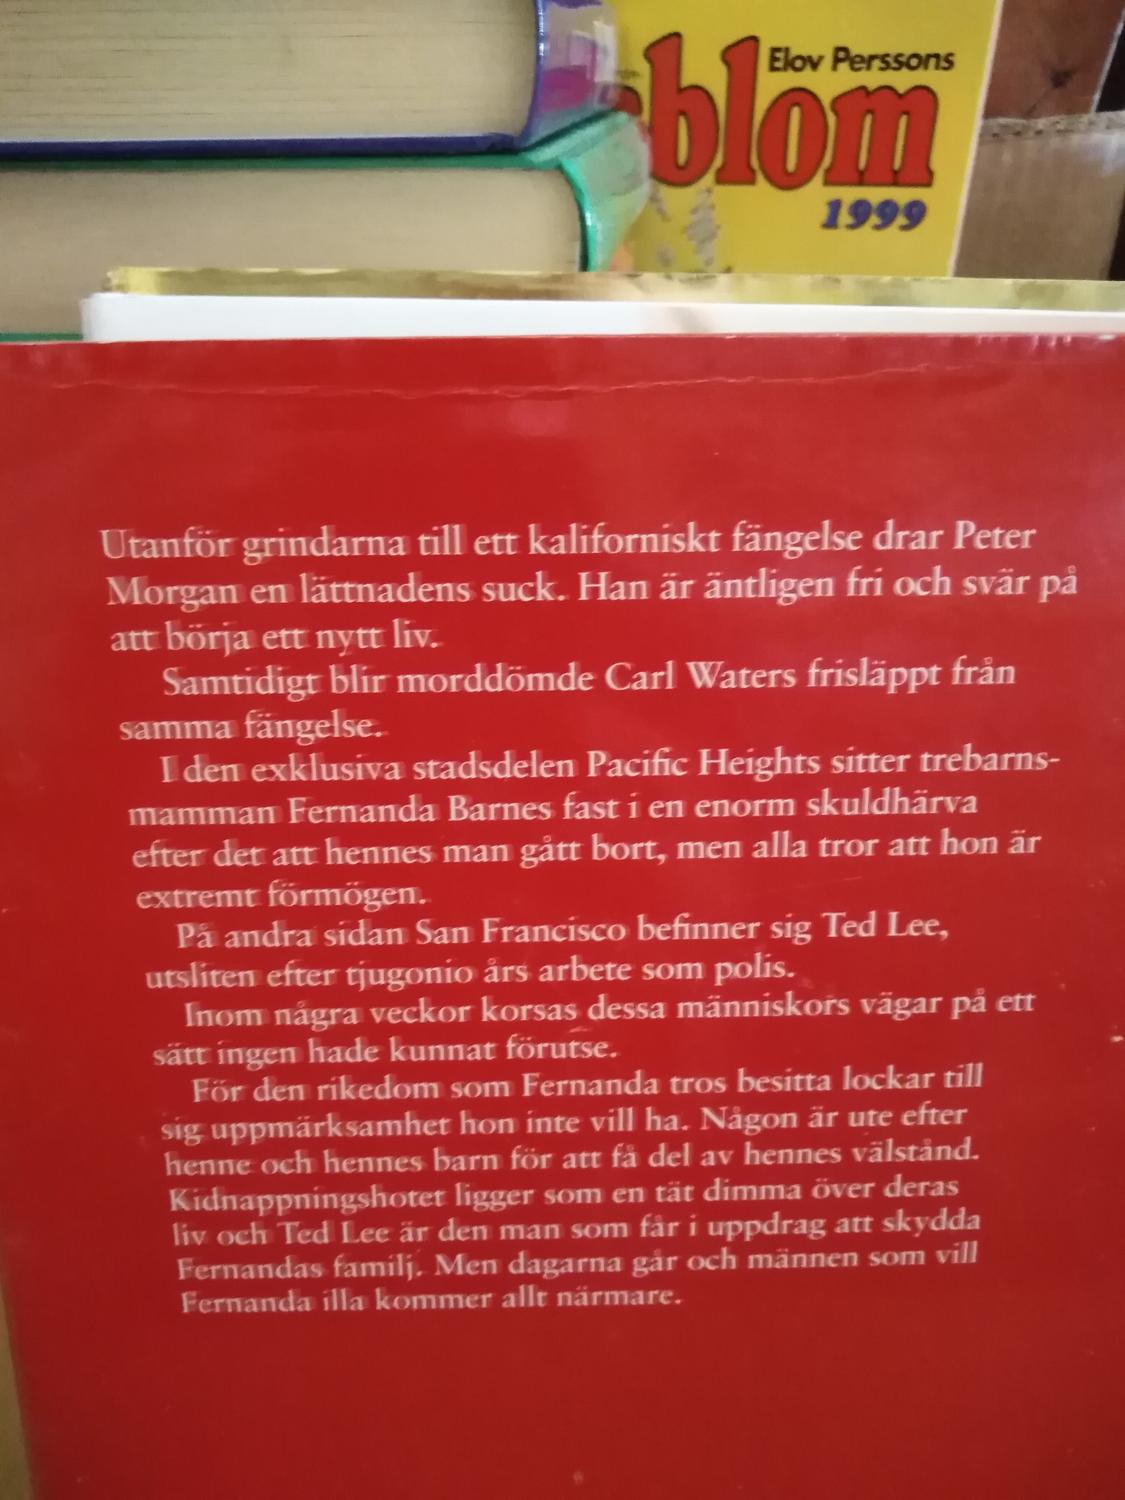 Elov Perssons
blom
1999
Utanför grindarna till ett kaliforniskt fängelse drar Peter
Morgan en lättnadens suck. Han är äntligen fri och svär på
att börja ett nytt liv.
Samtidigt blir morddömde Carl Waters frisläppt från
samma fängelse.
I den exklusiva stadsdelen Pacific Heights sitter trebarns-
mamman Fernanda Barnes fast i en enorm skuldhärva
efter det att hennes man gått bort, men alla tror att hon är
extremt förmögen.
På andra sidan San Francisco befinner sig Ted Lee,
utsliten efter tjugonio års arbete som polis.
Inom några veckor korsas dessa människors vägar på ett
sätt ingen hade kunnat förutse.
För den rikedom som Fernanda tros besitta lockar till
sig uppmärksamhet hon inte vill ha. Någon är ute efter
henne och hennes barn för att få del av hennes välstånd.
Kidnappningshotet ligger som en tät dimma över deras
liv och Ted Lee är den man som får i uppdrag att skydda
Fernandas familj. Men dagarna går och männen som vill
Fernanda illa kommer allt närmare.